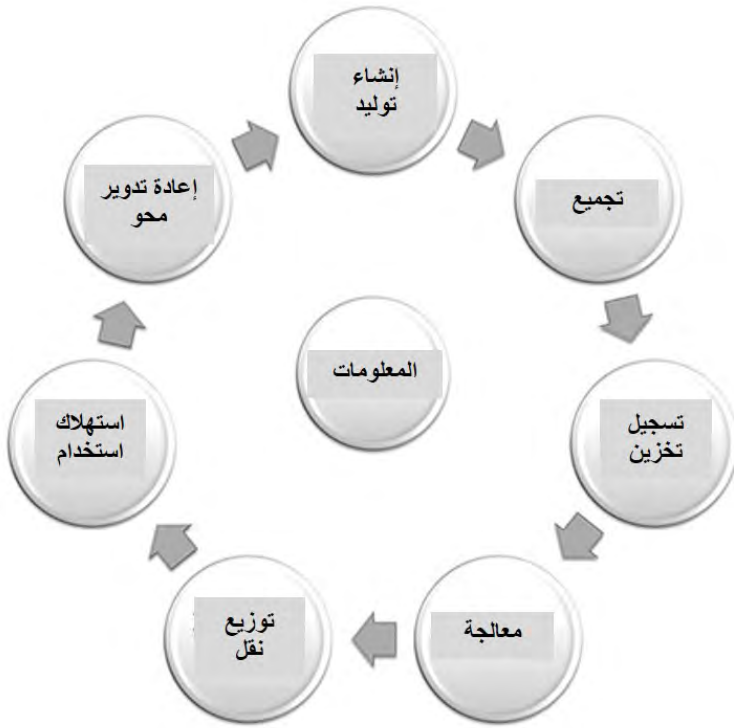 إنشاء
توليد
تجميع
تسجيل
تخزين
معالجة
توزيع
نقل
استهلاك
استخدام
إعادة تدوير
محو
المعلومات